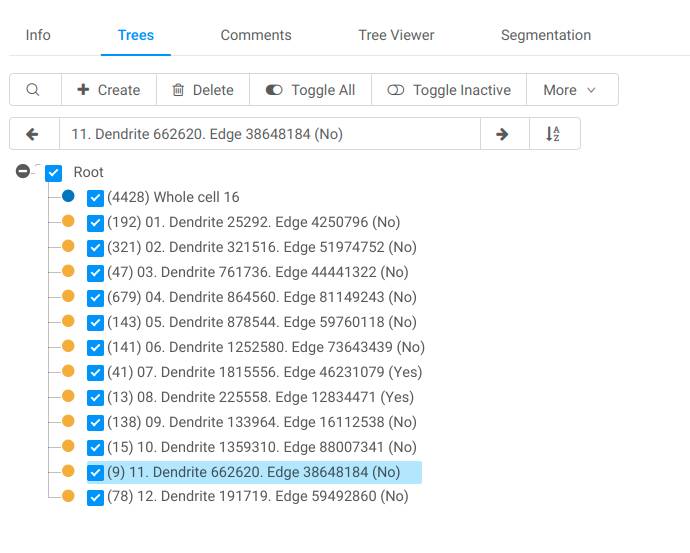 Info Trees Comments Tree Viewer Segmentation
Create Delete Toggle All Toggle Inactive More
11. Dendrite 662620. Edge 38648184 (No)
Root
(4428) Whole cell 16
(192) 01. Dendrite 25292. Edge 4250796 (No)
(321) 02. Dendrite 321516. Edge 51974752 (No)
(47) 03. Dendrite 761736. Edge 44441322 (No)
(679) 04. Dendrite 864560. Edge 81149243 (No)
(143) 05. Dendrite 878544. Edge 59760118 (No)
(141) 06. Dendrite 1252580. Edge 73643439 (No)
(41) 07. Dendrite 1815556. Edge 46231079 (Yes)
(13) 08. Dendrite 225558. Edge 12834471 (Yes)
(138) 09. Dendrite 133964. Edge 16112538 (No)
(15) 10. Dendrite 1359310. Edge 88007341 (No)
(9) 11. Dendrite 662620. Edge 38648184 (No)
(78) 12. Dendrite 191719. Edge 59492860 (No)